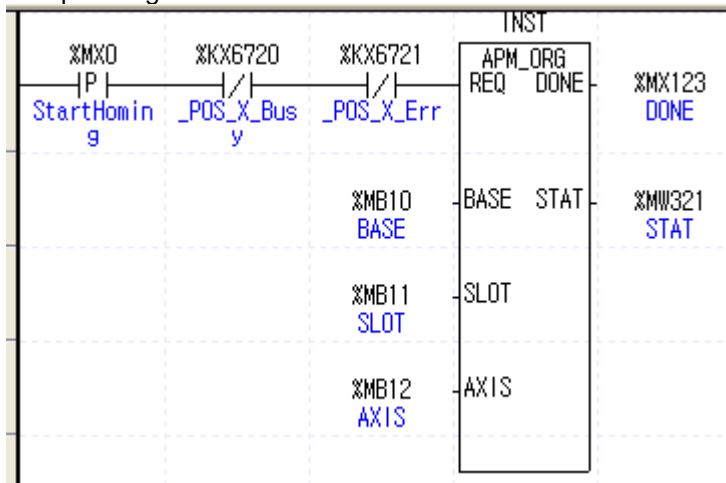 INST
%MX0 %KX6720 %KX6721 APM_ORG
P / / REQ DONE %MX123
StartHomin _POS_X_Bus _POS_X_Err DONE
g y
%MB10 BASE STAT %MW321
BASE STAT
%MB11 SLOT
SLOT
%MB12 AXIS
AXIS